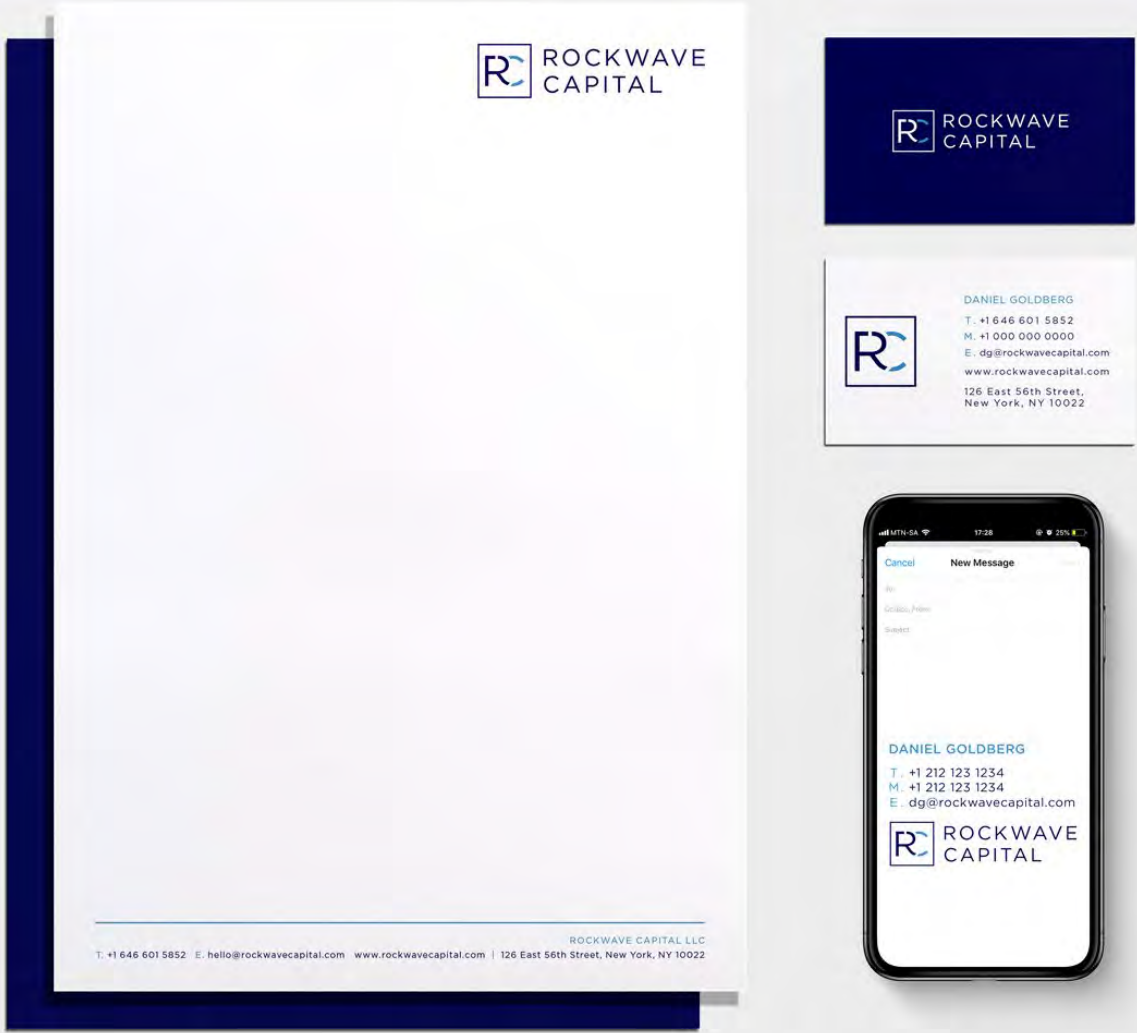 RC ROCKWAVE
CAPITAL
ROCKWAVE CAPITAL LLC
T. +1 646 601 5852 E. hello@rockwavecapital.com www.rockwavecapital.com | 126 East 56th Street, New York, NY 10022
RC ROCKWAVE
CAPITAL
RC
DANIEL GOLDBERG
T. +1 646 601 5852
M. +1 000 000 0000
E. dg@rockwavecapital.com
www.rockwavecapital.com
126 East 56th Street,
New York, NY 10022
MTN-SA 17:28 25%
Cancel New Message
To:
Subject:
DANIEL GOLDBERG
T. +1 212 123 1234
M. +1 212 123 1234
E. dg@rockwavecapital.com
RC ROCKWAVE
CAPITAL